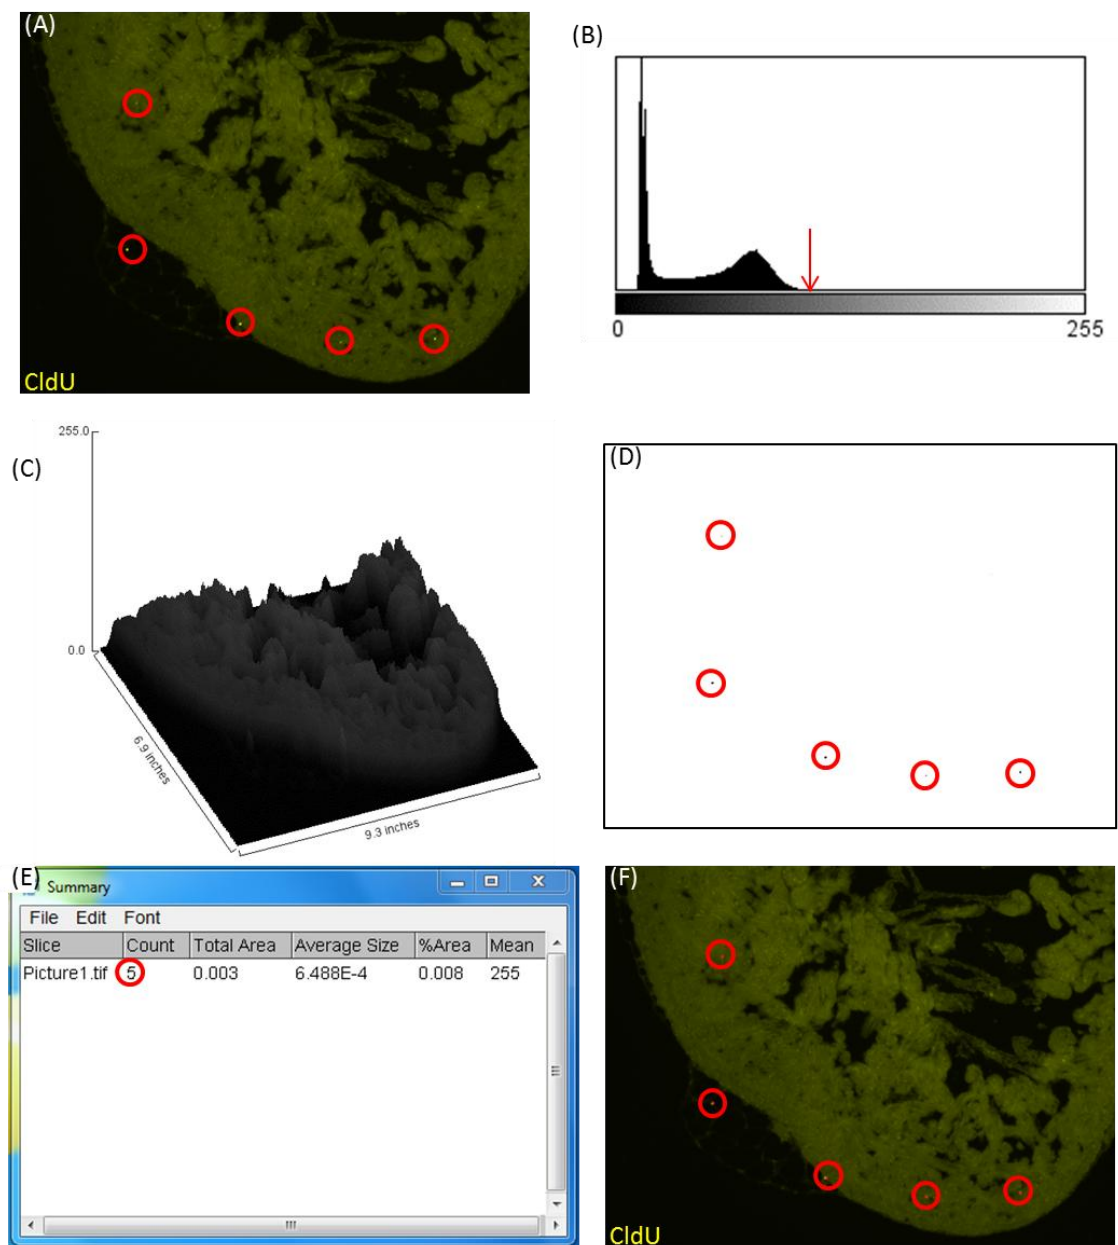 (A)
CldU
(B)
0 255
(C)
255.0
0.0
6.9 inches
9.3 inches
(D)
(E)
Summary
File Edit Font
Slice Count Total Area Average Size %Area Mean
Picture1.tif 5 0.003 6.488E-4 0.008 255
(F)
CldU